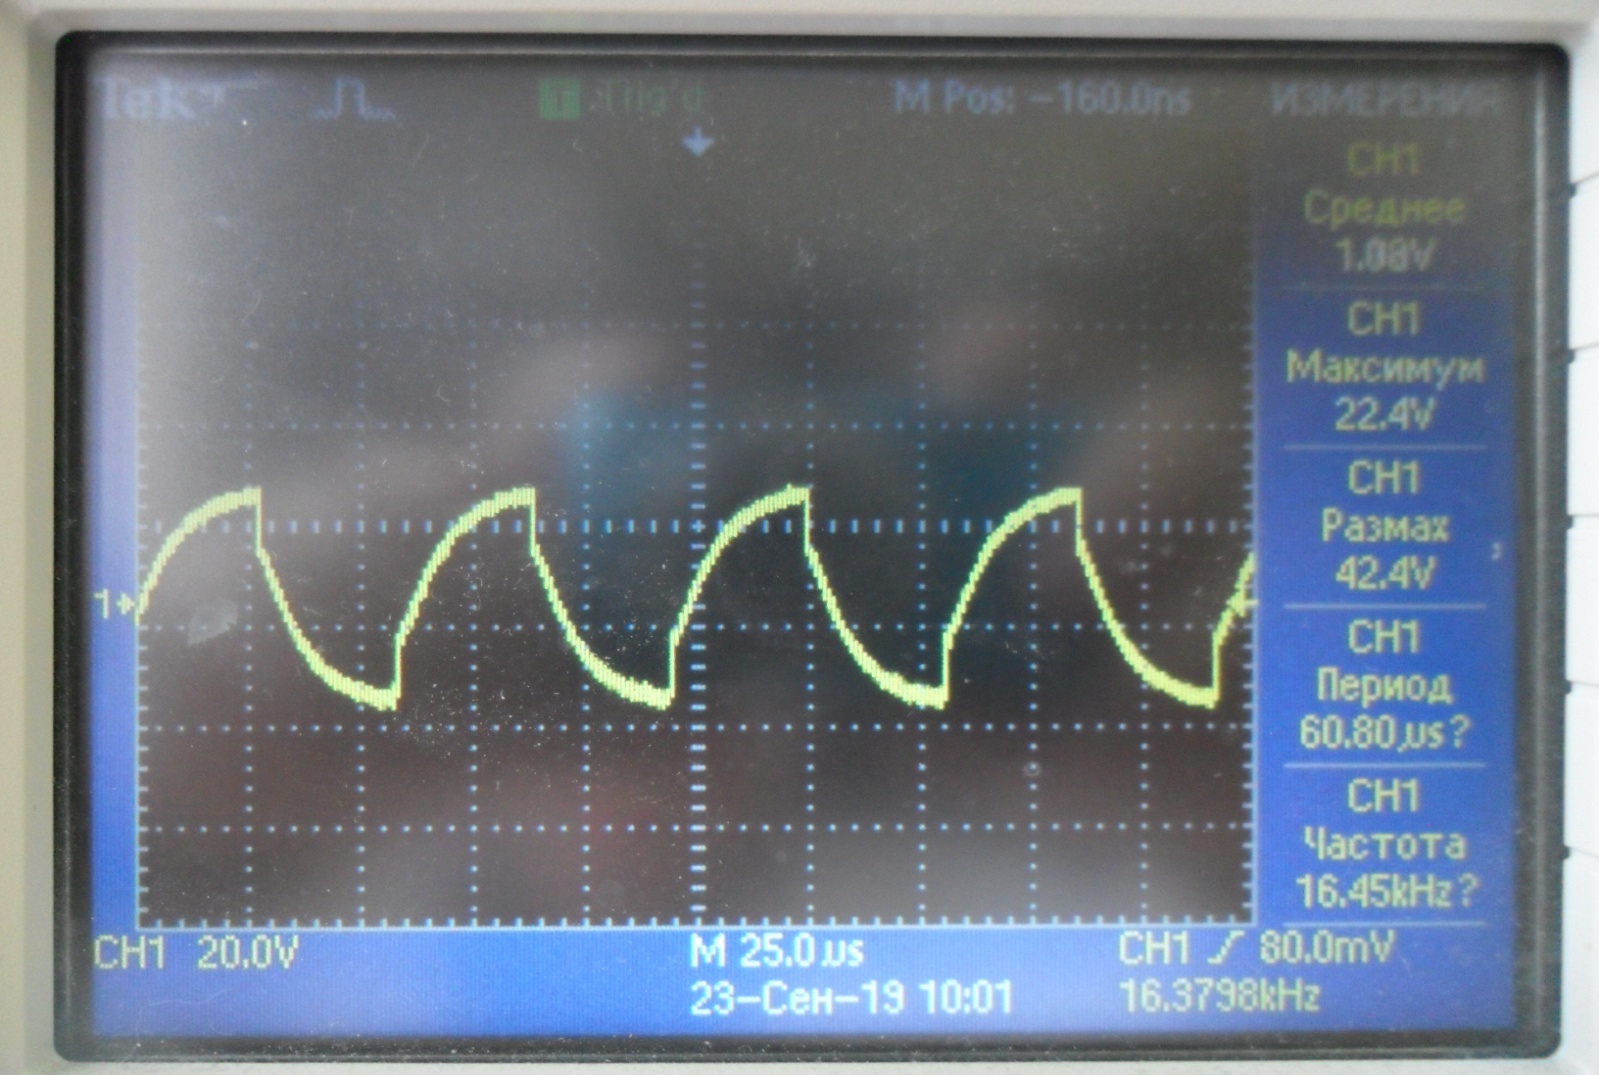 Tek
T Trig'd
M Pos: -160.0ns
ИЗМЕРЕНИЯ
CH1
Среднее
1.08V
CH1
Максимум
22.4V
CH1
Размах
42.4V
CH1
Период
60.80µs?
CH1
Частота
16.45kHz?
1
CH1 20.0V
M 25.0µs
CH1 80.0mV
23-Сен-19 10:01
16.3798kHz